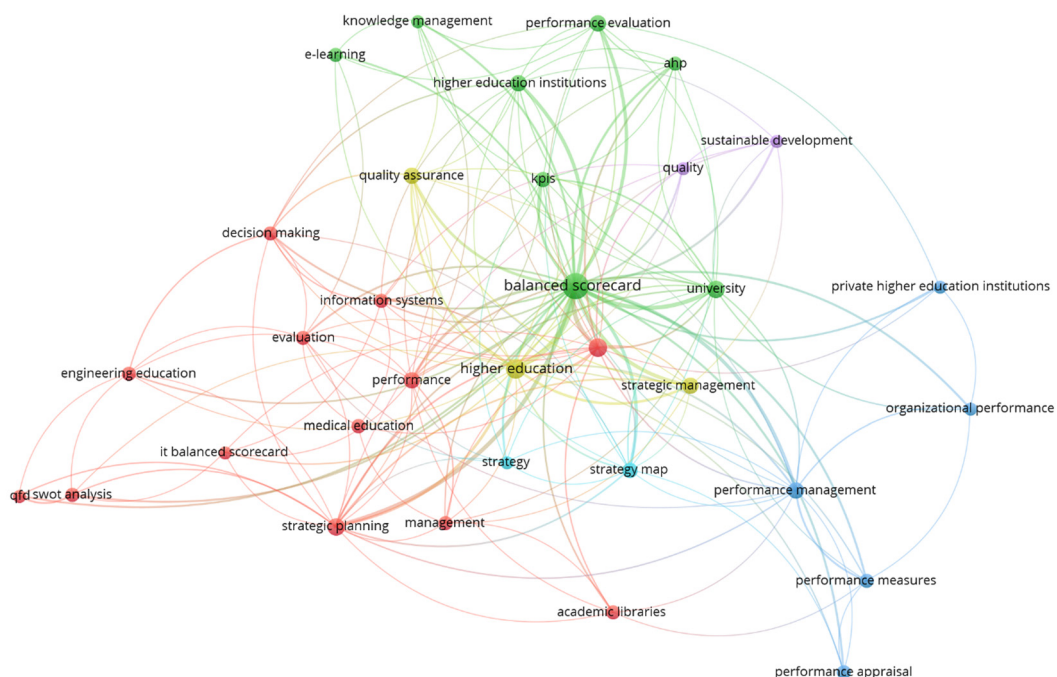 knowledge management
performance evaluation
e-learning
ahp
higher education institutions
sustainable development
quality
quality assurance
kpis
decision making
balanced scorecard
university
private higher education institutions
information systems
evaluation
higher education
engineering education
performance
strategic management
organizational performance
medical education
it balanced scorecard
strategy
strategy map
qfd
swot analysis
performance management
strategic planning
management
performance measures
academic libraries
performance appraisal